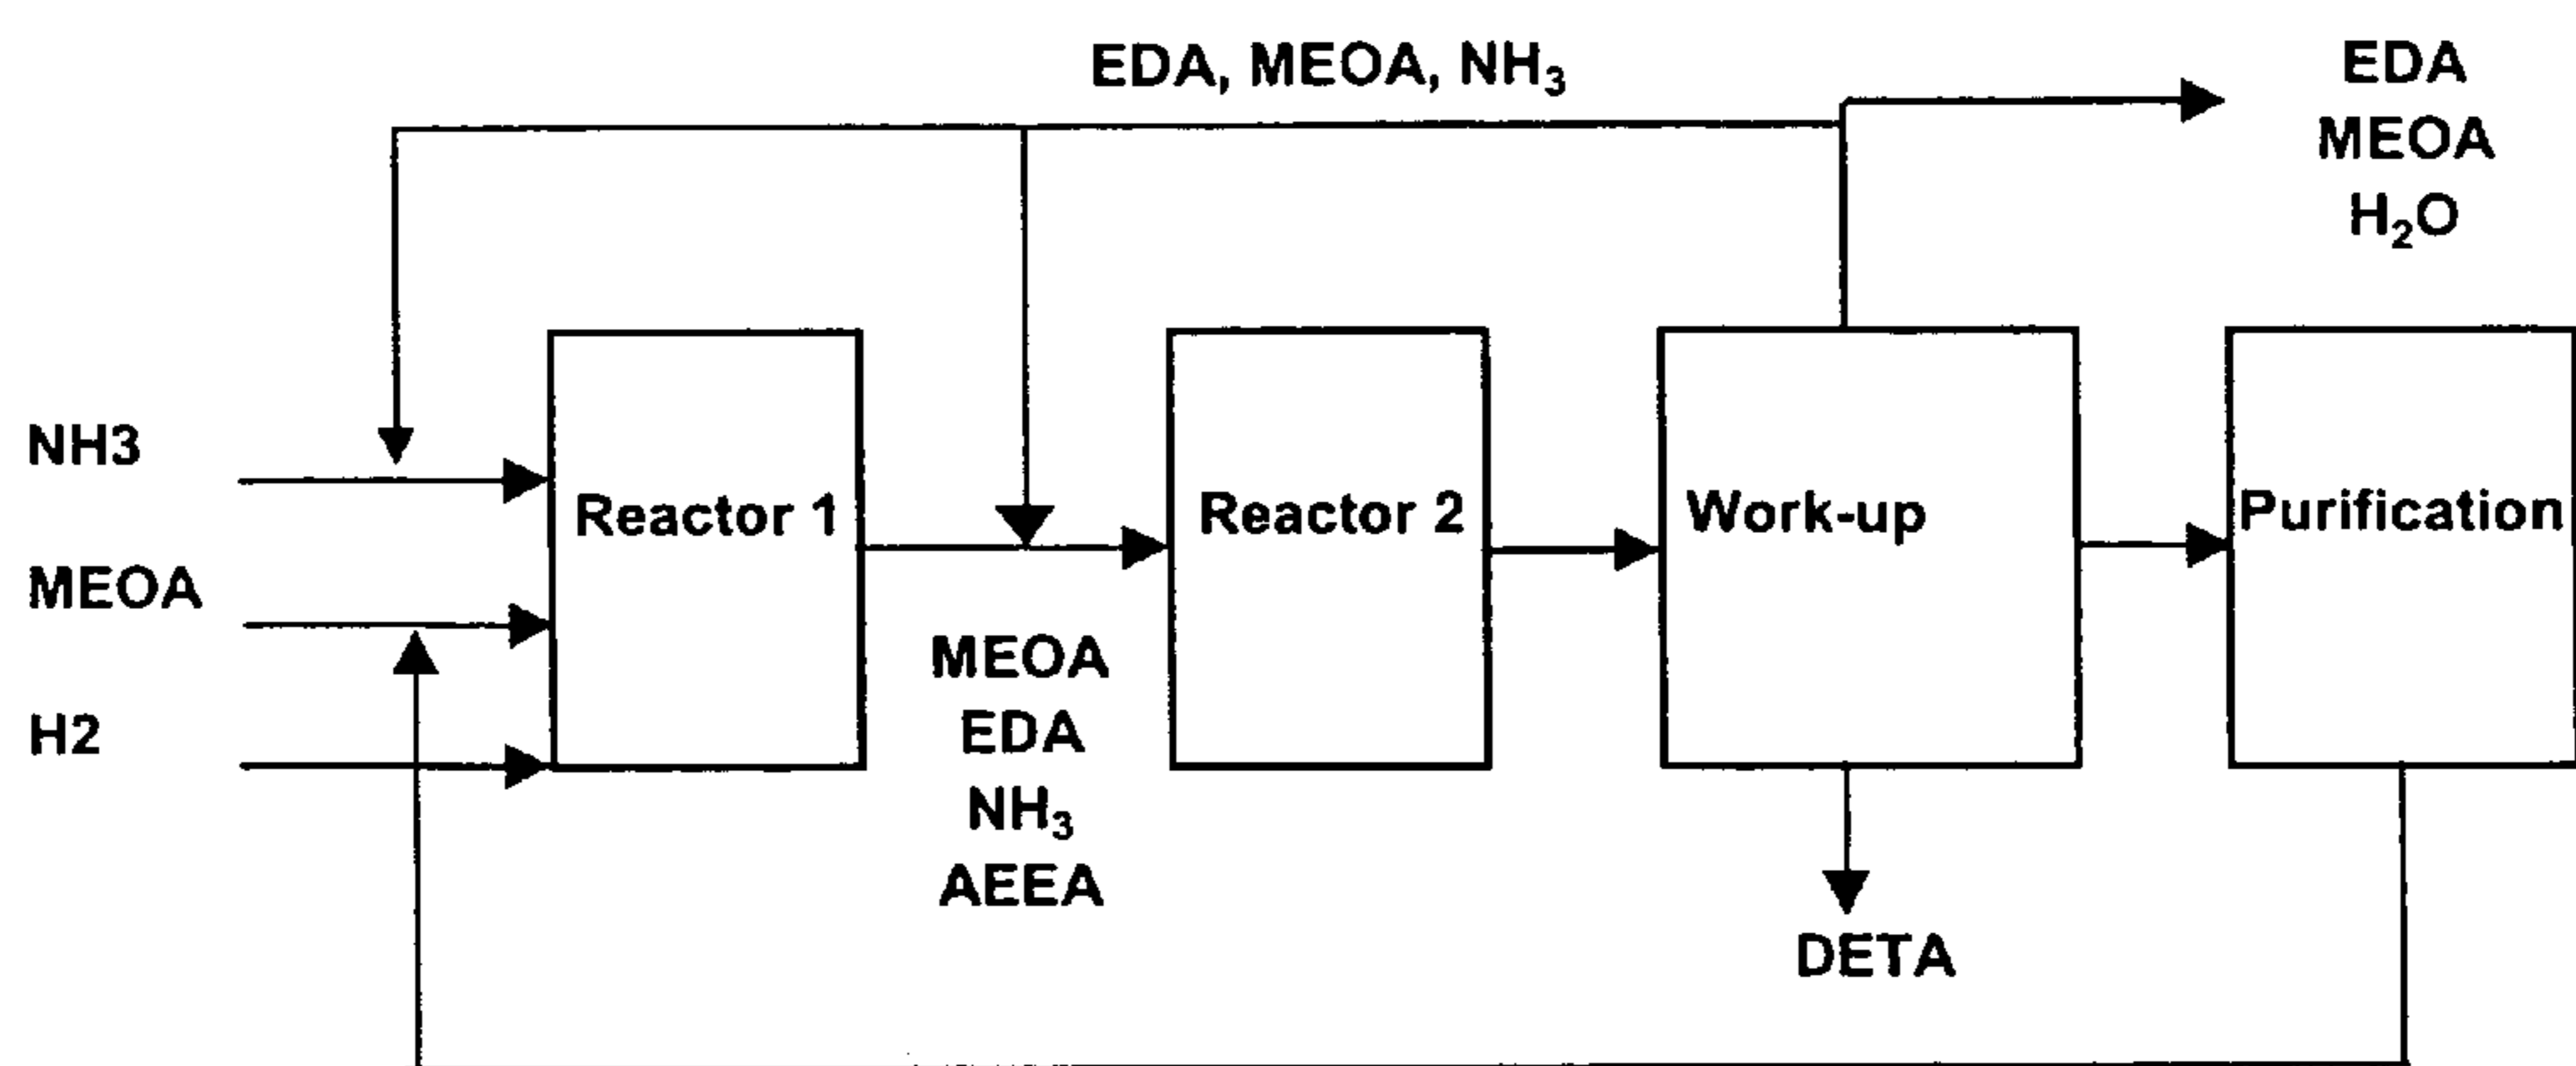 EDA, MEOA, NH₃
EDA
MEOA
H₂O
NH3
MEOA
H2
Reactor 1
MEOA
EDA
NH₃
AEEA
Reactor 2
Work-up
DETA
Purification